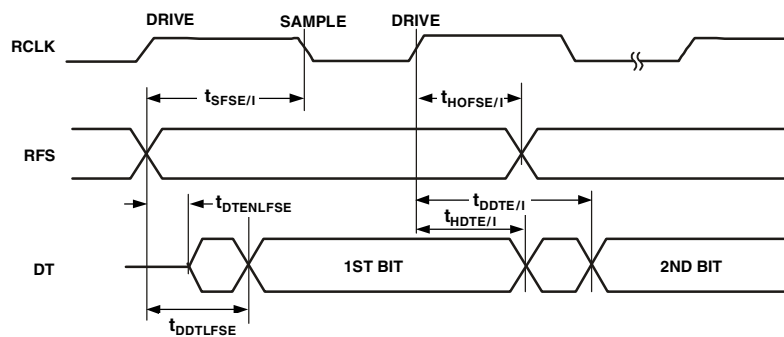 DRIVE SAMPLE DRIVE
RCLK
tSFSE/I tHOFSE/I
RFS
tDTENLFSE tDDTE/I
tHDTE/I
DT 1ST BIT 2ND BIT
tDDTLFSE